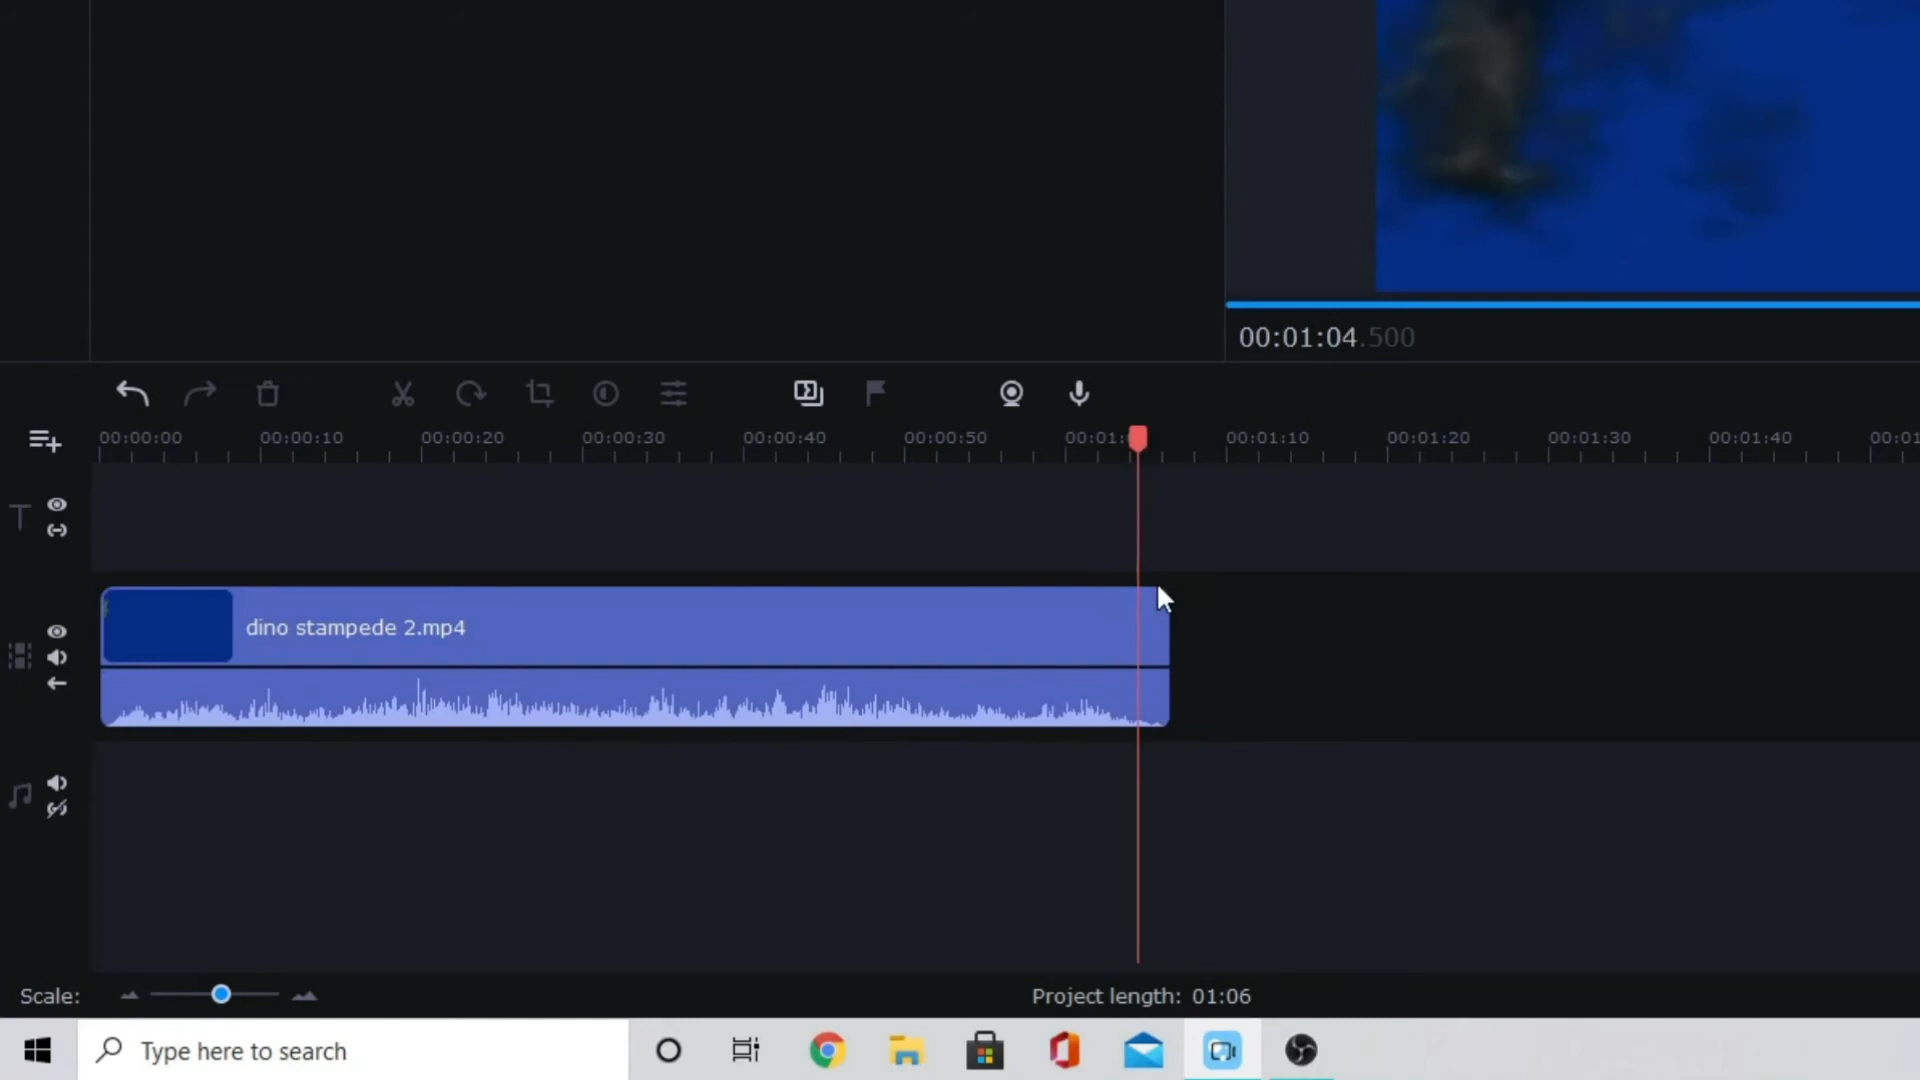 00:01:04.500
00:00:00 00:00:10 00:00:20 00:00:30 00:00:40 00:00:50 00:01:10 00:01:20 00:01:30 00:01:40
T
dino stampede 2.mp4
Scale:
Project length: 01:06
Type here to search